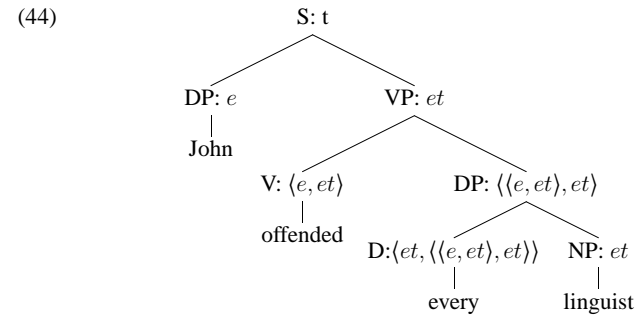 (44) S: t
DP: e VP: et
John
V: ⟨e, et⟩ DP: ⟨⟨e, et⟩, et⟩
offended
D:⟨et, ⟨⟨e, et⟩, et⟩⟩ NP: et
every linguist